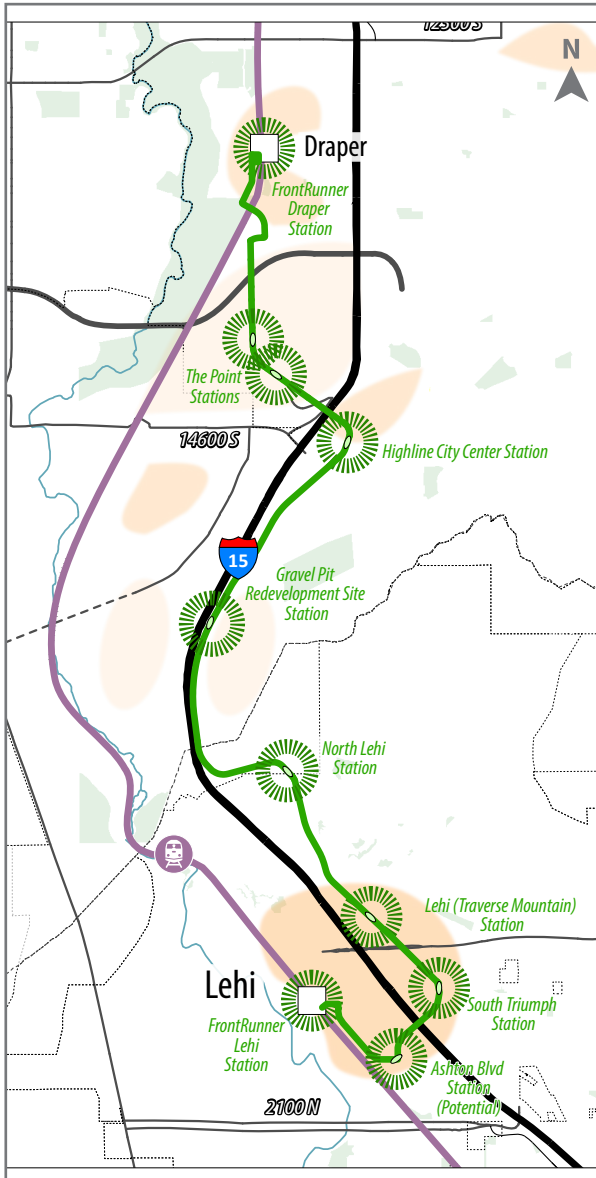 12300 S
N
Draper
FrontRunner
Draper
Station
The Point
Stations
14600 S
Highline City Center Station
15
Gravel Pit
Redevelopment Site
Station
North Lehi
Station
Lehi (Traverse Mountain)
Station
Lehi
South Triumph
Station
FrontRunner
Lehi
Station
Ashton Blvd
Station
(Potential)
2100 N